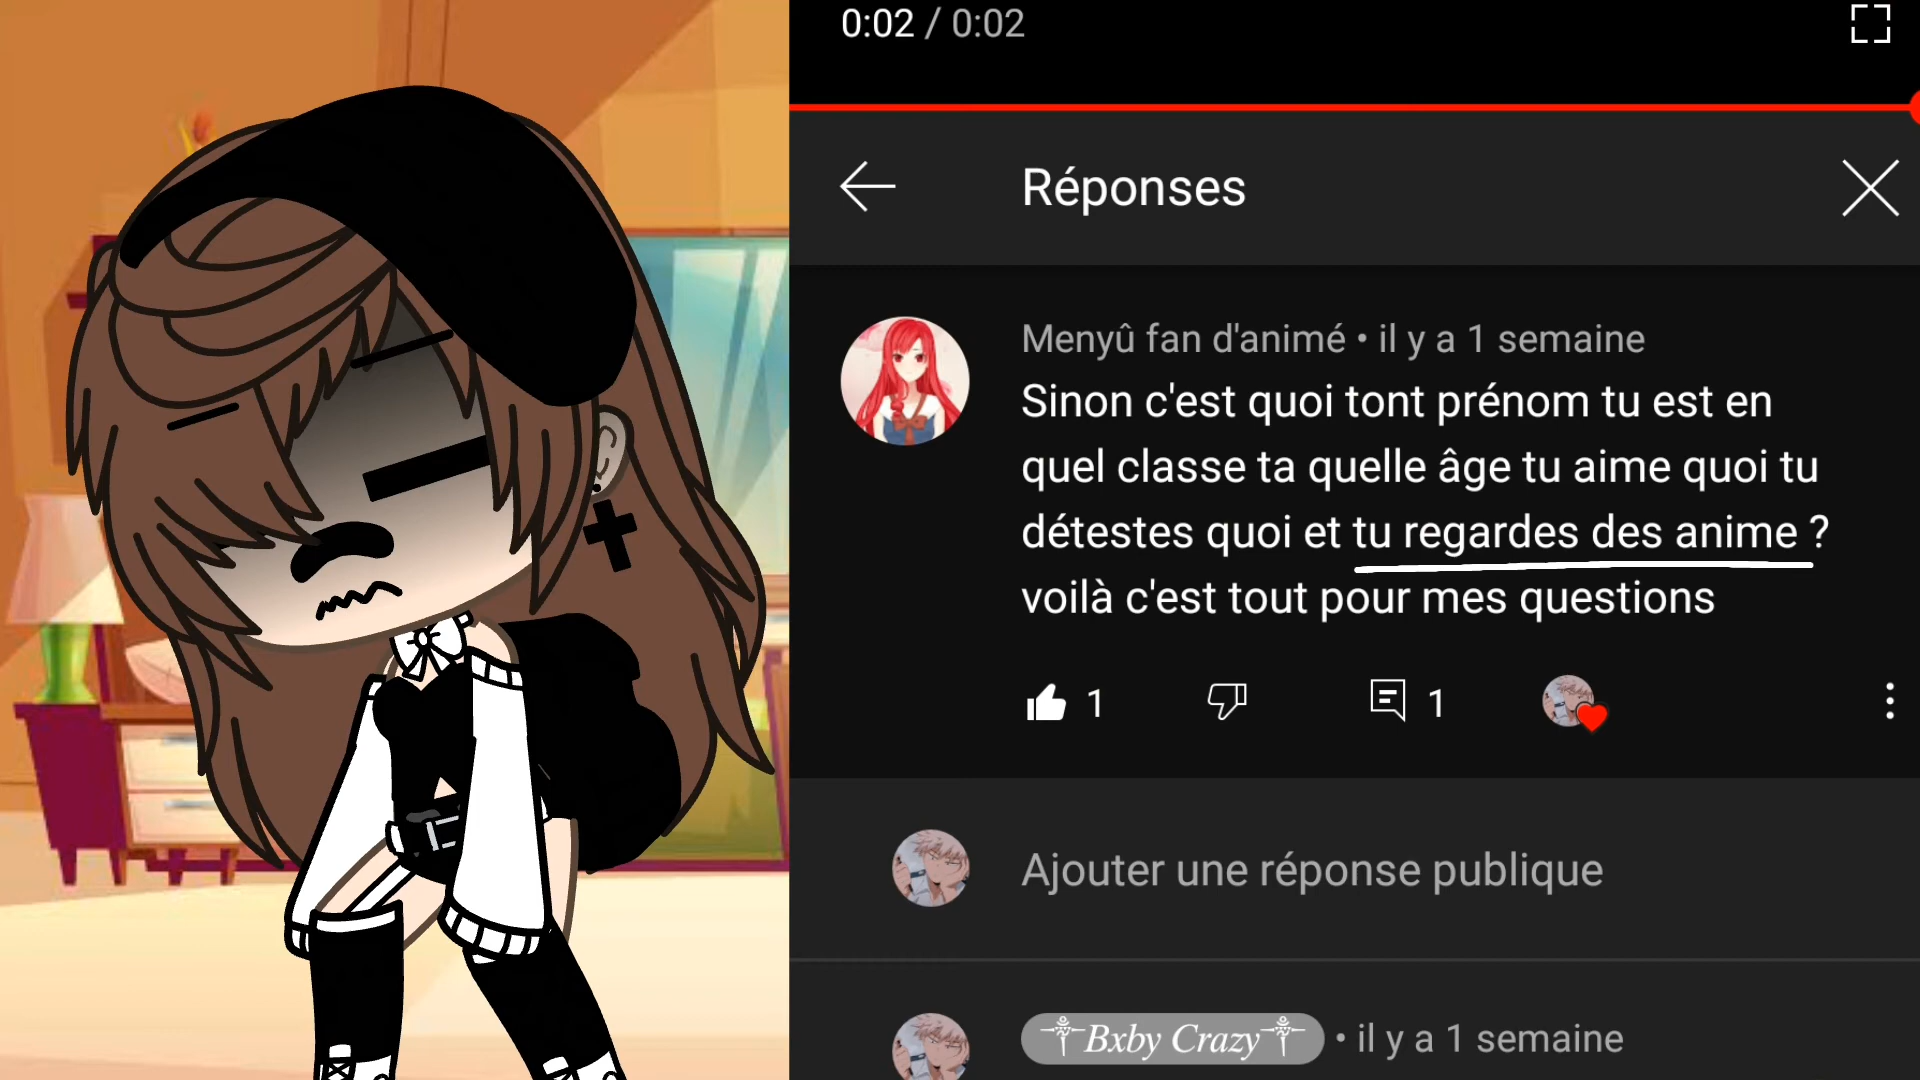 0:02 / 0:02
Réponses
Menyû fan d'animé • il y a 1 semaine
Sinon c'est quoi tont prénom tu est en
quel classe ta quelle âge tu aime quoi tu
détestes quoi et tu regardes des anime ?
voilà c'est tout pour mes questions
1 1
Ajouter une réponse publique
༒Bxby Crazy༒ • il y a 1 semaine